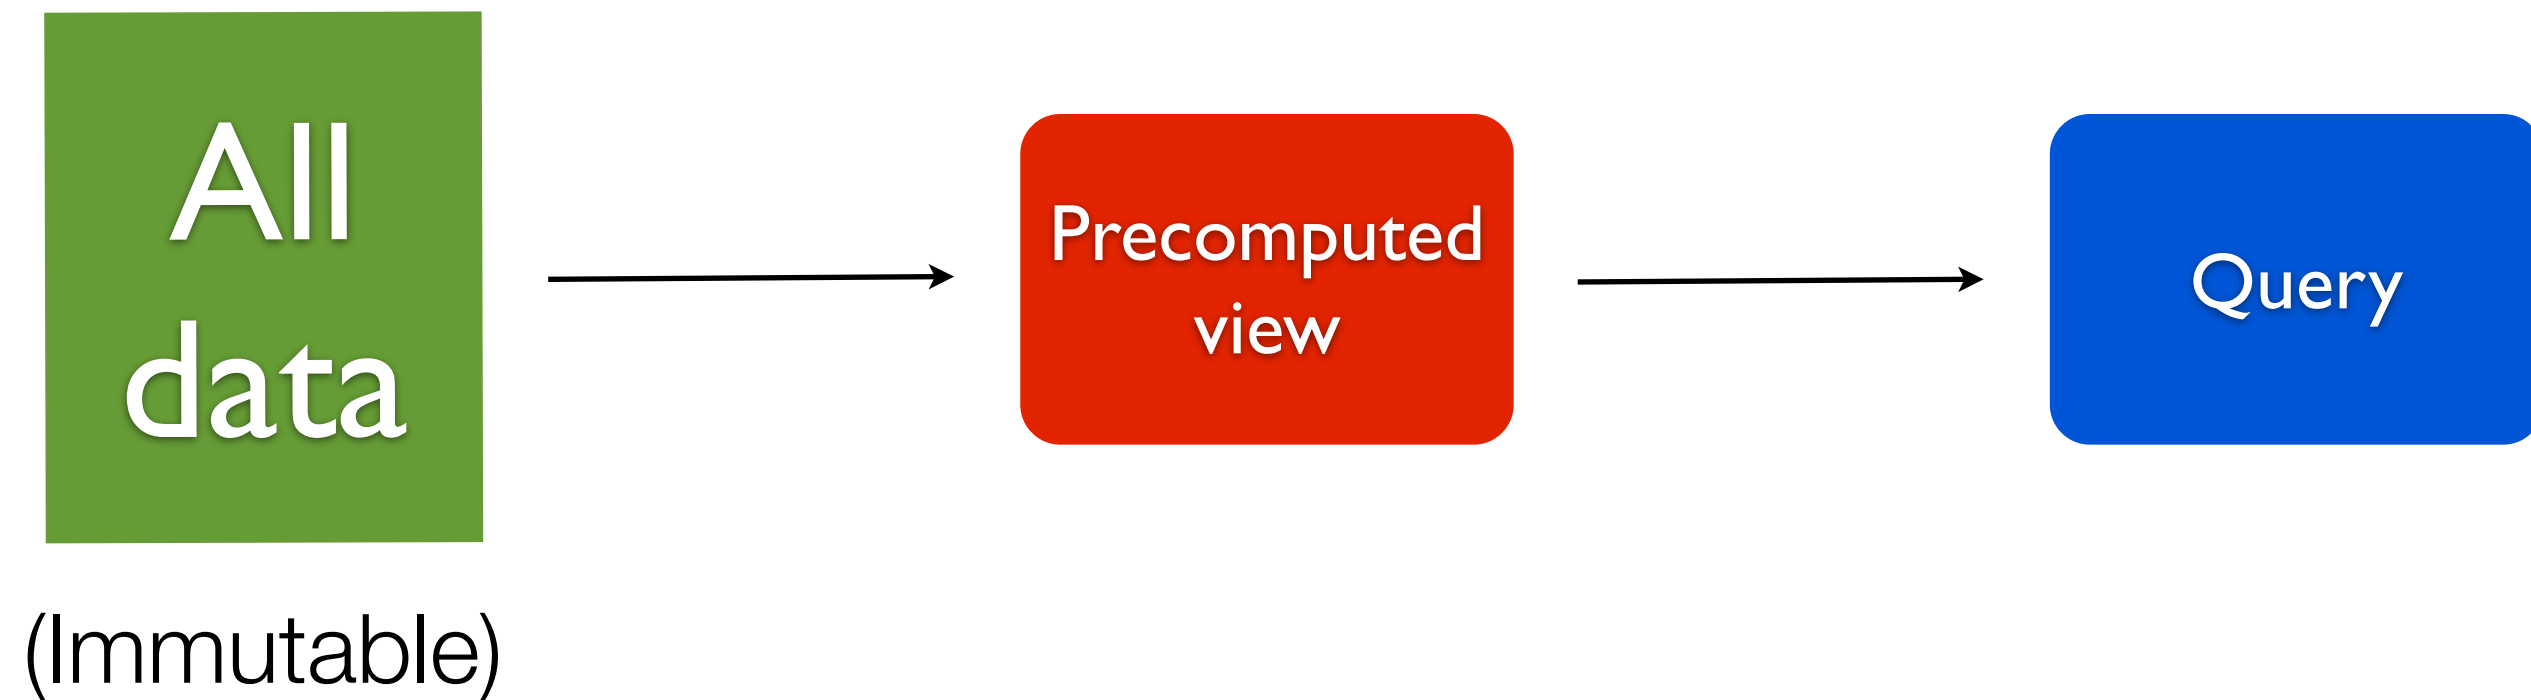 All
data
(Immutable)
Precomputed
view
Query